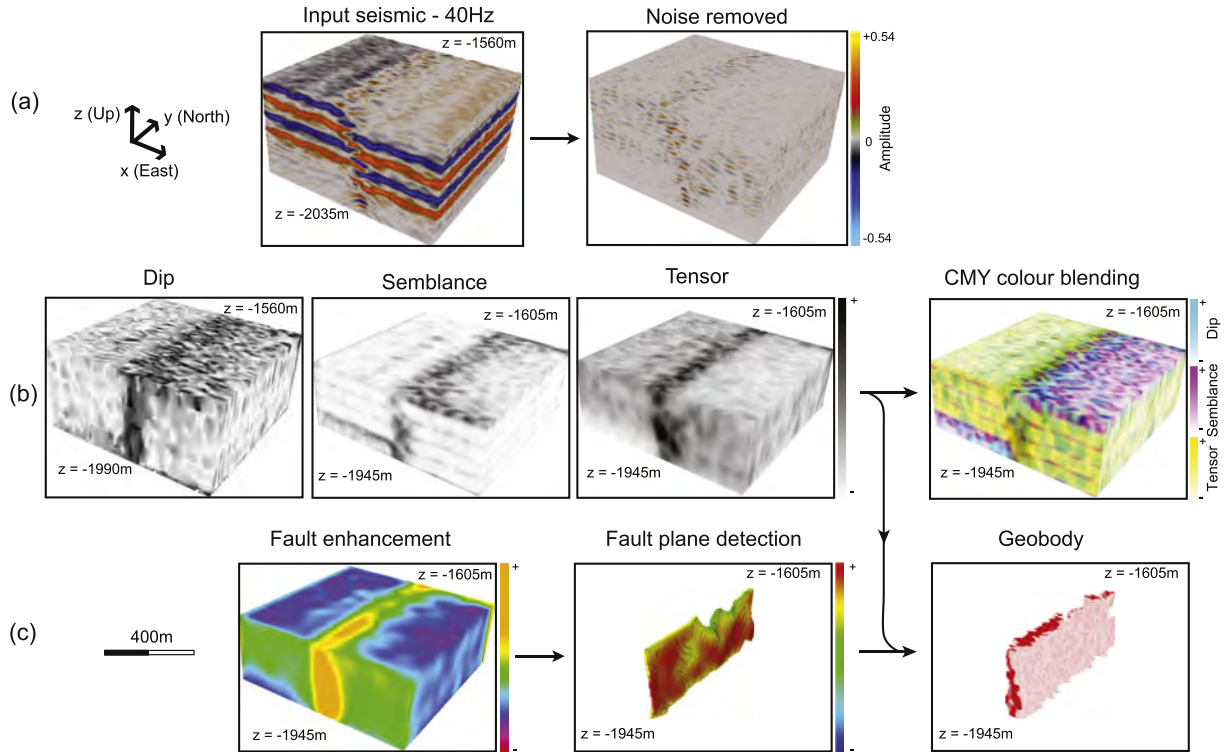 Input seismic - 40Hz
Noise removed
(a)
z (Up)
y (North)
x (East)
z = -1560m
z = -2035m
+0.54
0
-0.54
Amplitude
Dip
Semblance
Tensor
CMY colour blending
(b)
z = -1560m
z = -1990m
z = -1605m
z = -1945m
z = -1605m
z = -1945m
+
-
z = -1605m
z = -1945m
+
-
Dip
+
-
Semblance
+
-
Tensor
Fault enhancement
Fault plane detection
Geobody
(c)
400m
z = -1605m
z = -1945m
+
-
z = -1605m
z = -1945m
+
-
z = -1605m
z = -1945m